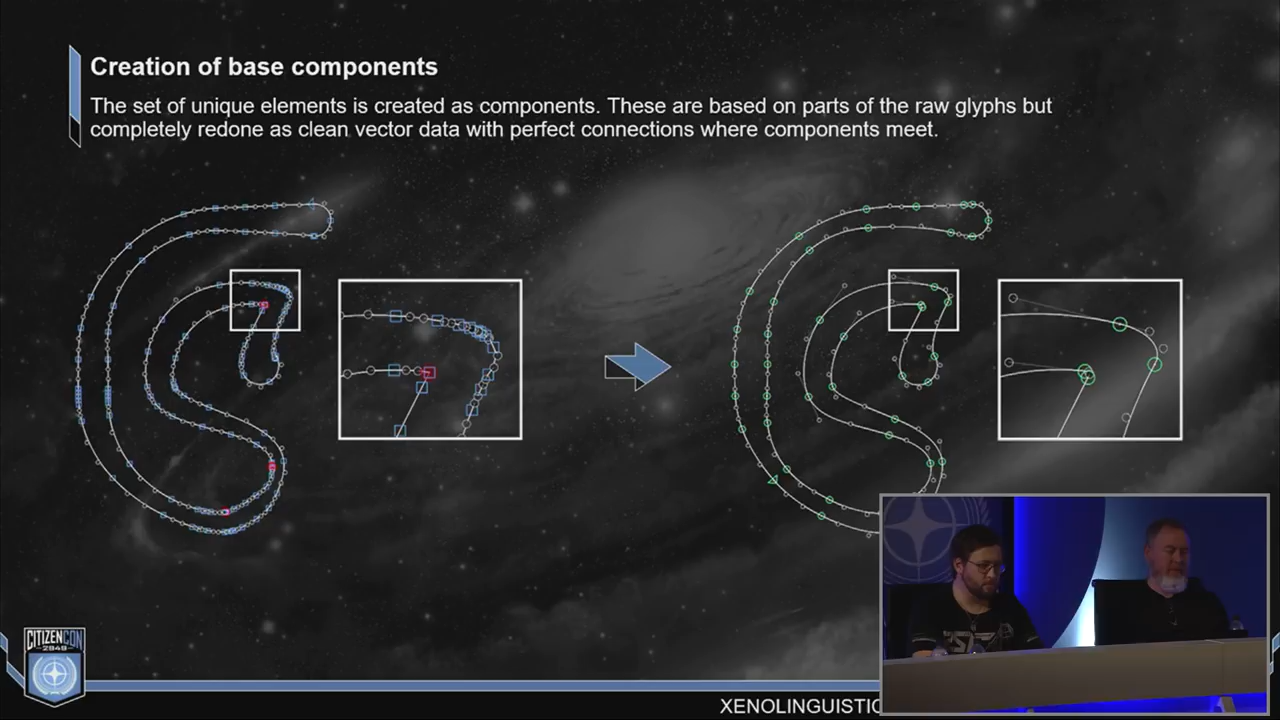 Creation of base components
The set of unique elements is created as components. These are based on parts of the raw glyphs but
completely redone as clean vector data with perfect connections where components meet.
CITIZENCON
2949
XENOLINGUISTIC